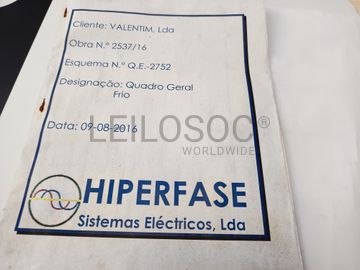 Cliente: VALENTIM, Lda
Obra N.º 2537/16
Esquema N.º Q.E.-2752
Designação: Quadro Geral
Frio
Data: 09-08-2016
LEILOSOC®
WORLDWIDE
HIPERFASE
Sistemas Eléctricos, Lda